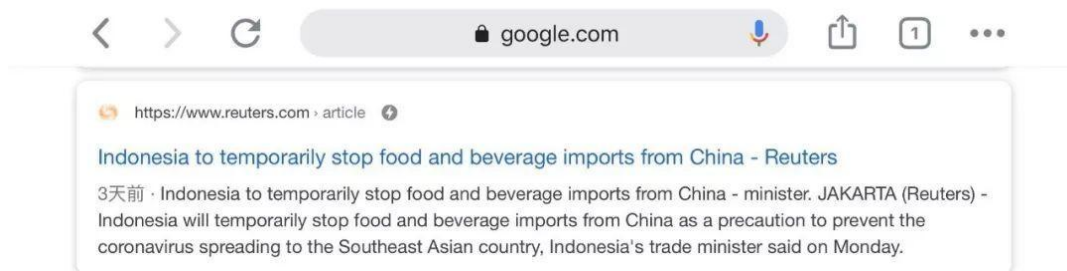 google.com
1
https://www.reuters.com › article
Indonesia to temporarily stop food and beverage imports from China - Reuters
3天前 · Indonesia to temporarily stop food and beverage imports from China - minister. JAKARTA (Reuters) -
Indonesia will temporarily stop food and beverage imports from China as a precaution to prevent the
coronavirus spreading to the Southeast Asian country, Indonesia's trade minister said on Monday.